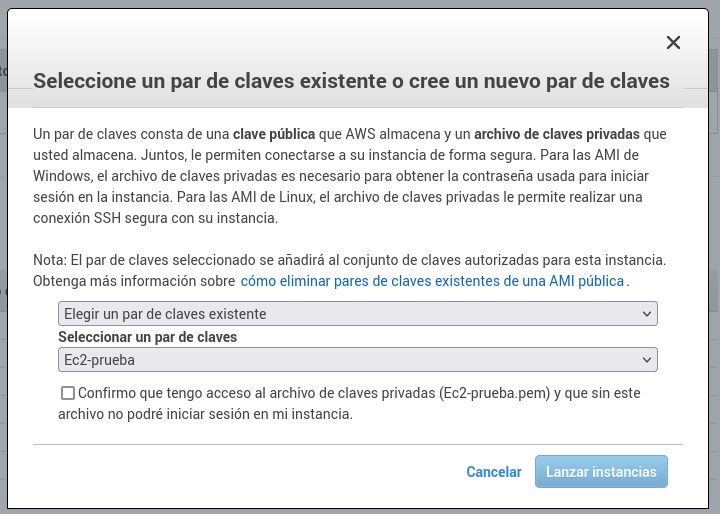 Seleccione un par de claves existente o cree un nuevo par de claves
Un par de claves consta de una clave pública que AWS almacena y un archivo de claves privadas que
usted almacena. Juntos, le permiten conectarse a su instancia de forma segura. Para las AMI de
Windows, el archivo de claves privadas es necesario para obtener la contraseña usada para iniciar
sesión en la instancia. Para las AMI de Linux, el archivo de claves privadas le permite realizar una
conexión SSH segura con su instancia.
Nota: El par de claves seleccionado se añadirá al conjunto de claves autorizadas para esta instancia.
Obtenga más información sobre cómo eliminar pares de claves existentes de una AMI pública .
Elegir un par de claves existente
Seleccionar un par de claves
Ec2-prueba
Confirmo que tengo acceso al archivo de claves privadas (Ec2-prueba.pem) y que sin este
archivo no podré iniciar sesión en mi instancia.
Cancelar Lanzar instancias